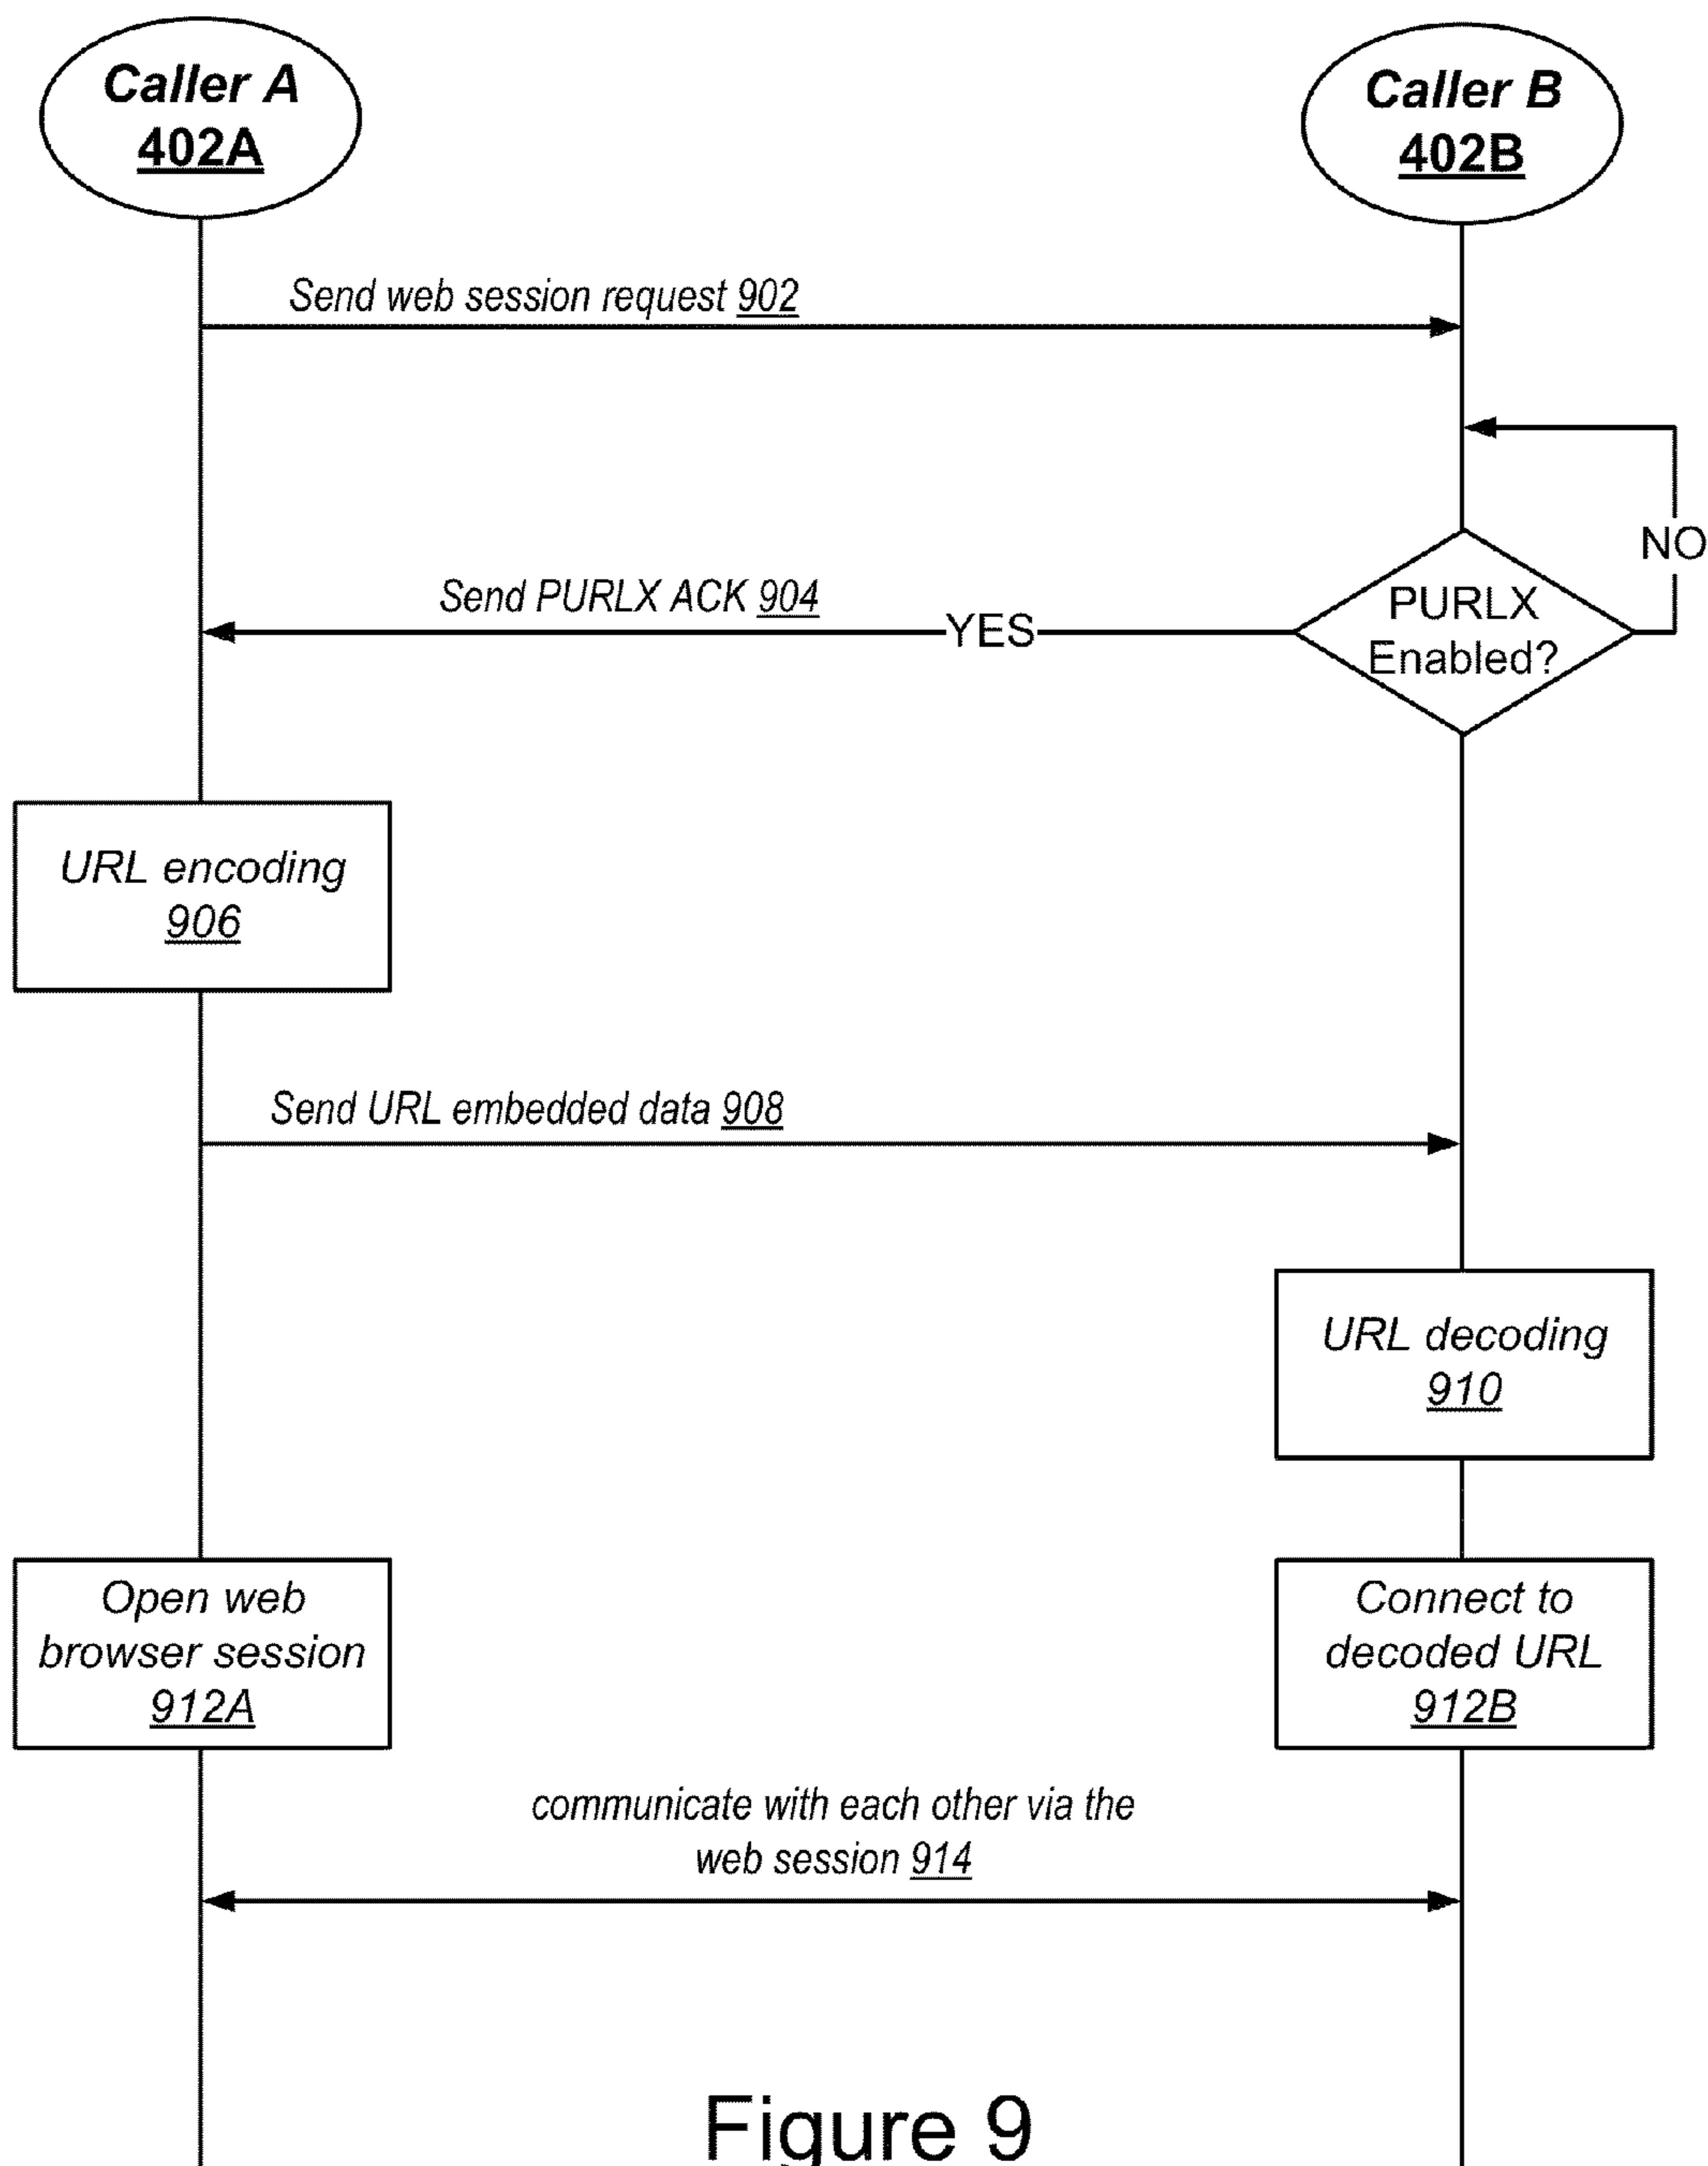 Caller A
402A
Caller B
402B
Send web session request 902
NO
PURLX
Enabled?
Send PURLX ACK 904
YES
URL encoding
906
Send URL embedded data 908
URL decoding
910
Open web
browser session
912A
Connect to
decoded URL
912B
communicate with each other via the
web session 914
Figure 9